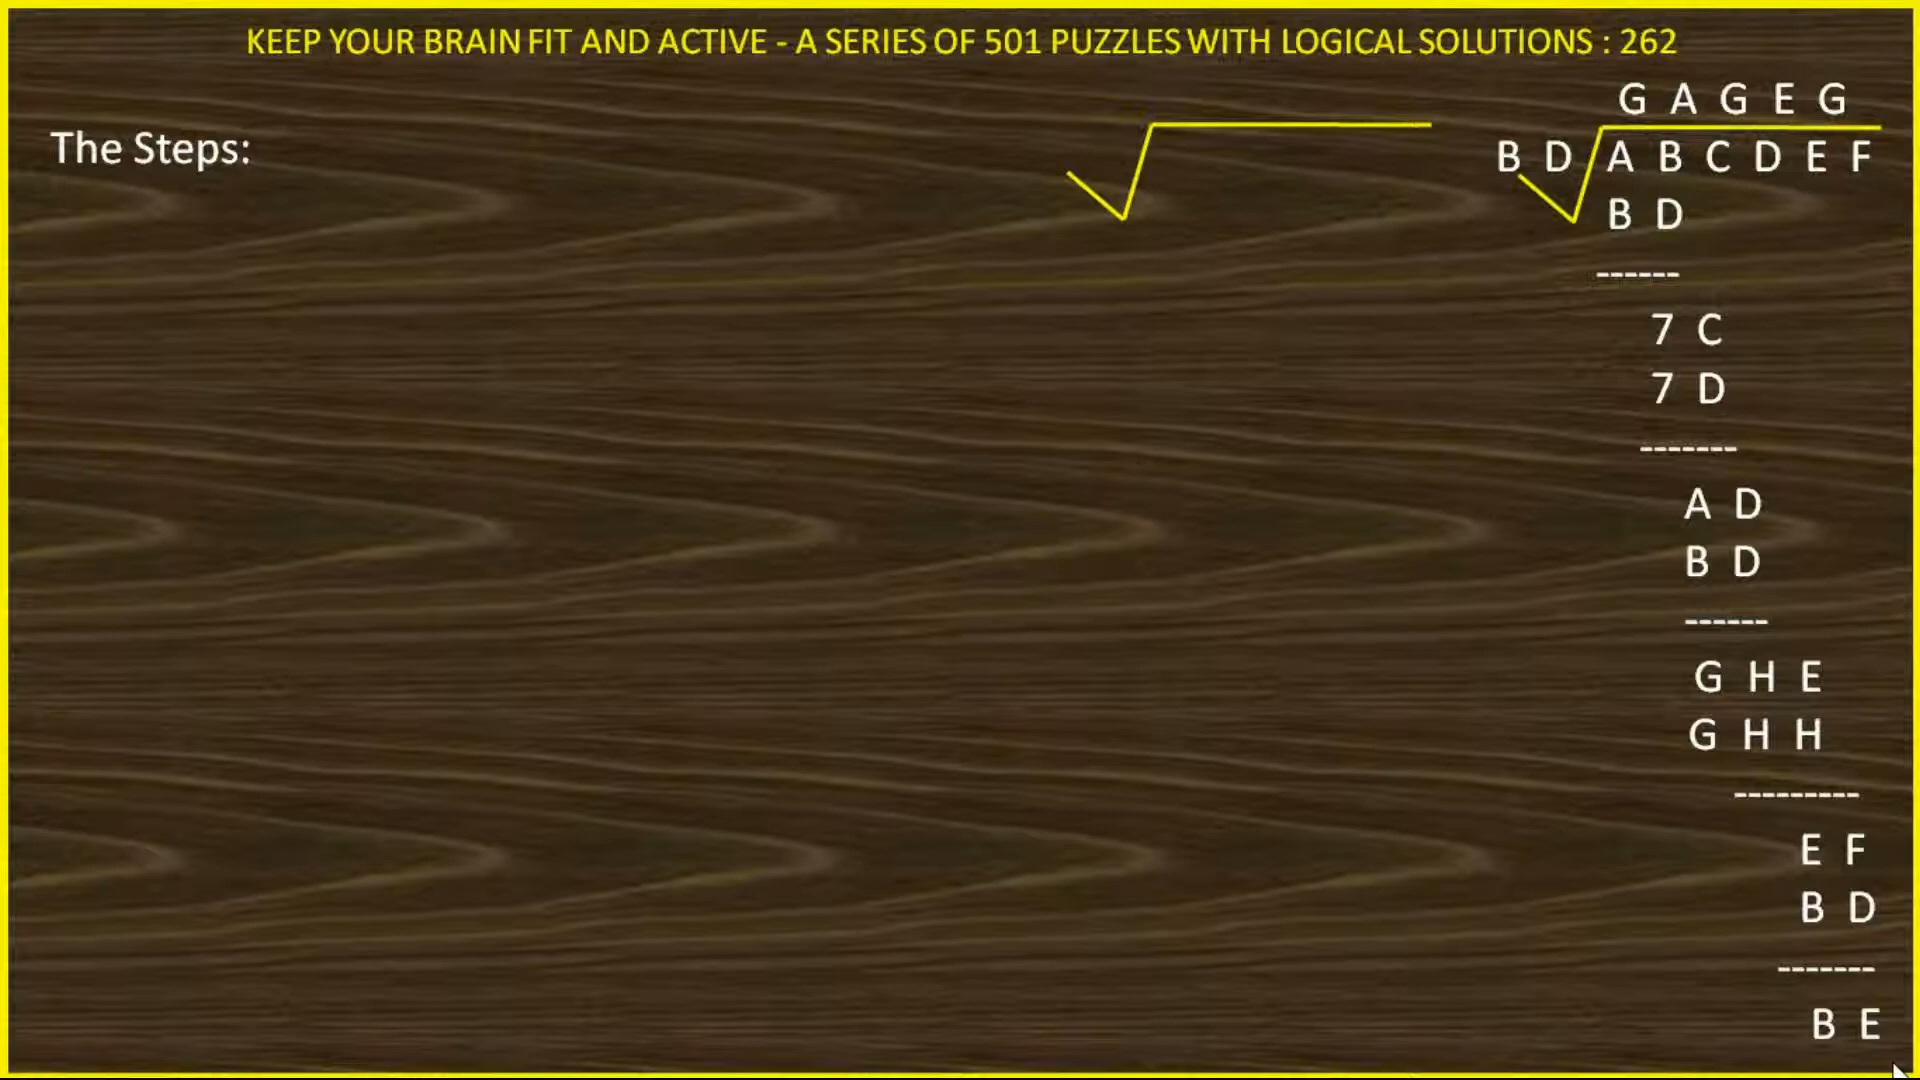 KEEP YOUR BRAIN FIT AND ACTIVE - A SERIES OF 501 PUZZLES WITH LOGICAL SOLUTIONS : 262
The Steps:
G A G E G
B D A B C D E F
B D
------
7 C
7 D
-------
A D
B D
------
G H E
G H H
---------
E F
B D
-------
B E